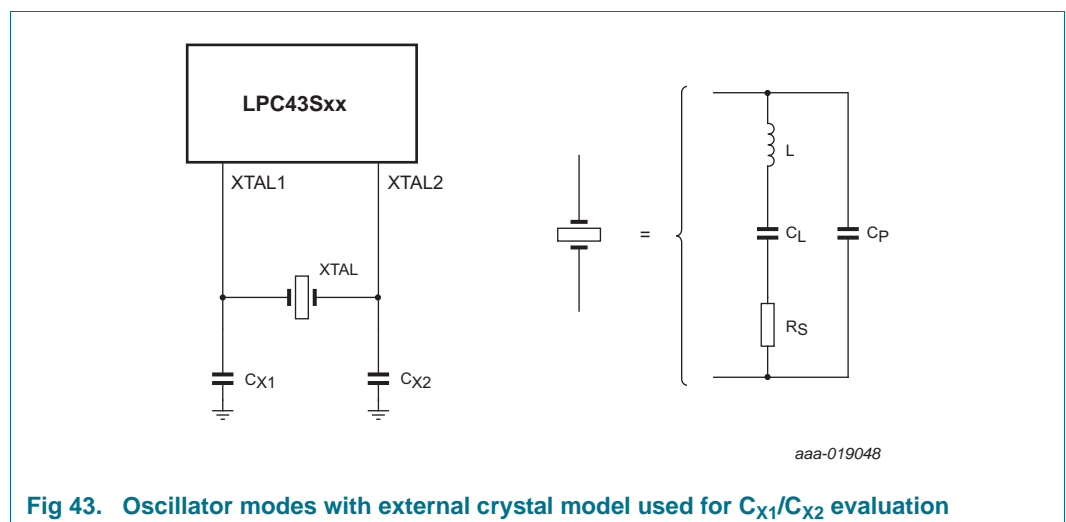 LPC43Sxx
XTAL1
XTAL2
XTAL
CX1
CX2
=
L
CL
CP
RS
aaa-019048
Fig 43. Oscillator modes with external crystal model used for CX1/CX2 evaluation